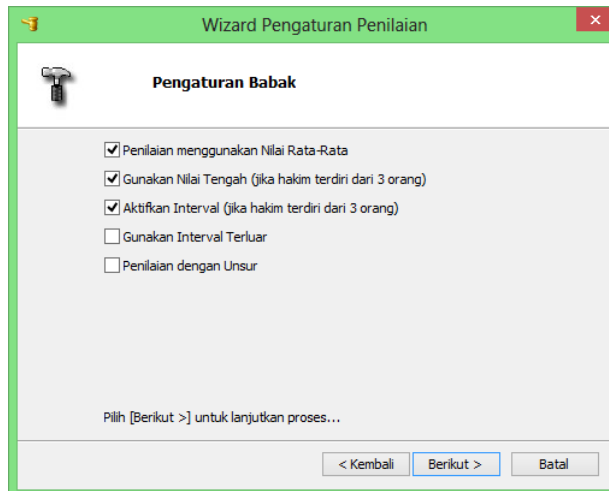 Wizard Pengaturan Penilaian
Pengaturan Babak
Penilaian menggunakan Nilai Rata-Rata
Gunakan Nilai Tengah (jika hakim terdiri dari 3 orang)
Aktifkan Interval (jika hakim terdiri dari 3 orang)
Gunakan Interval Terluar
Penilaian dengan Unsur
Pilih [Berikut >] untuk lanjutkan proses...
< Kembali Berikut > Batal